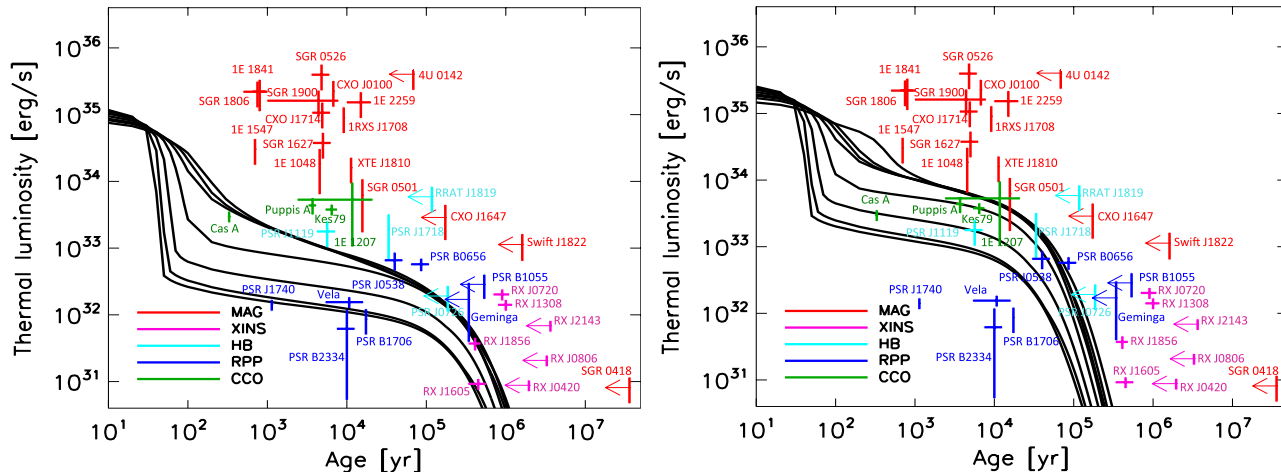 Thermal luminosity [erg/s]
10^36
10^35
10^34
10^33
10^32
10^31
SGR 0526
1E 1841
CXO J0100
4U 0142
SGR 1900
SGR 1806
1E 2259
CXO J1714
1RXS J1708
1E 1547
SGR 1627
1E 1048
XTE J1810
SGR 0501
RRAT J1819
Puppis A
Kes79
CXO J1647
Cas A
PSR J1119
1E 1207
PSR J1718
Swift J1822
PSR B0656
PSR J0538
PSR B1055
PSR J1740
Vela
RX J0720
RX J1308
PSR J0726
Geminga
MAG
XINS
HB
RPP
CCO
RX J2143
PSR B1706
RX J1856
PSR B2334
RX J0806
SGR 0418
RX J1605
RX J0420
10^1 10^2 10^3 10^4 10^5 10^6 10^7
Age [yr]
Thermal luminosity [erg/s]
10^36
10^35
10^34
10^33
10^32
10^31
SGR 0526
1E 1841
CXO J0100
4U 0142
SGR 1900
SGR 1806
1E 2259
CXO J1714
1RXS J1708
1E 1547
SGR 1627
1E 1048
XTE J1810
SGR 0501
RRAT J1819
Cas A
Puppis A
Kes79
CXO J1647
PSR J1119
1E 1207
PSR J1718
Swift J1822
PSR B0656
PSR J0538
PSR B1055
PSR J1740
Vela
RX J0720
RX J1308
PSR J0726
Geminga
MAG
XINS
HB
RPP
CCO
RX J2143
PSR B1706
RX J1856
PSR B2334
RX J0806
SGR 0418
RX J1605
RX J0420
10^1 10^2 10^3 10^4 10^5 10^6 10^7
Age [yr]